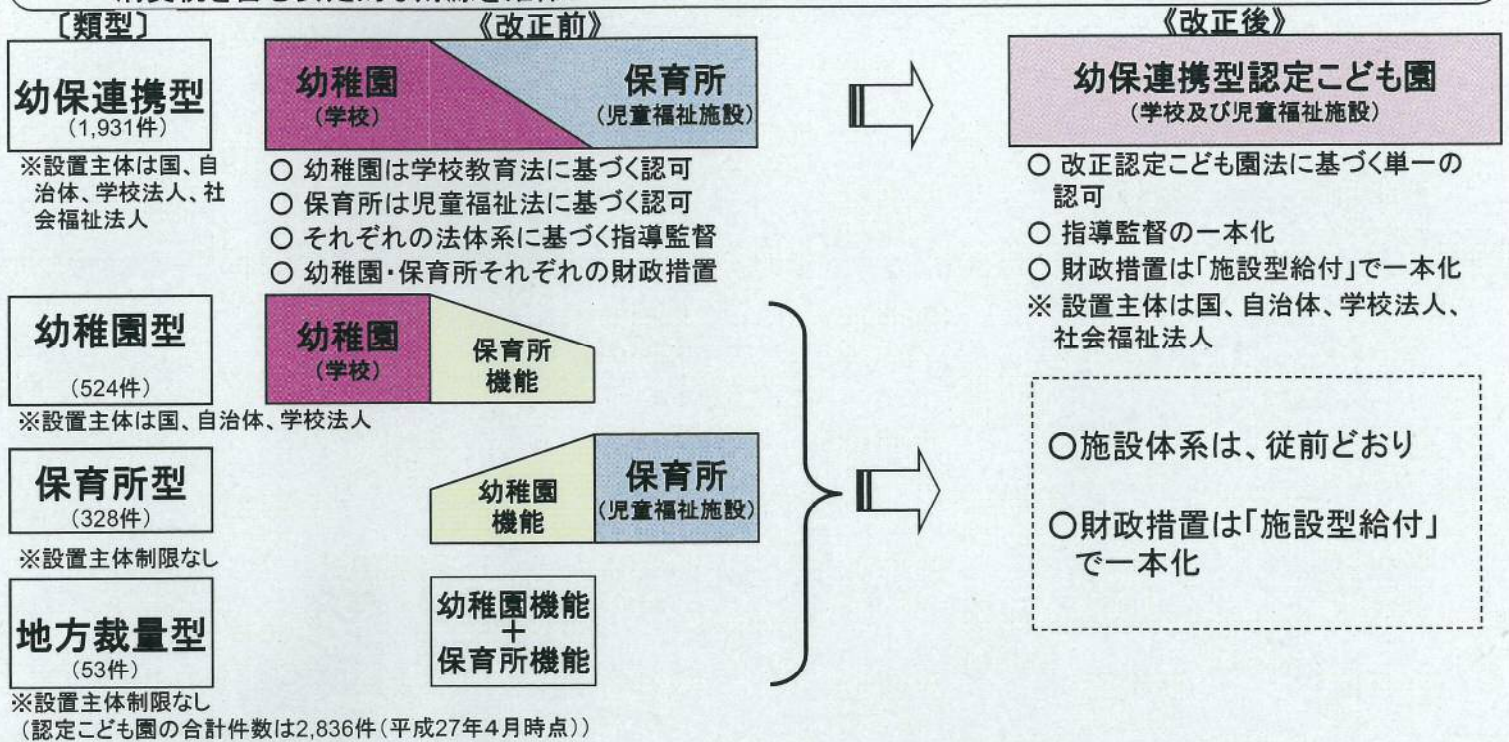 〔類型〕
《改正前》
《改正後》
幼保連携型
(1,931件)
※設置主体は国、自
治体、学校法人、社
会福祉法人
幼稚園
(学校)
保育所
(児童福祉施設)
○ 幼稚園は学校教育法に基づく認可
○ 保育所は児童福祉法に基づく認可
○ それぞれの法体系に基づく指導監督
○ 幼稚園・保育所それぞれの財政措置
幼保連携型認定こども園
(学校及び児童福祉施設)
○ 改正認定こども園法に基づく単一の
認可
○ 指導監督の一本化
○ 財政措置は「施設型給付」で一本化
※ 設置主体は国、自治体、学校法人、
社会福祉法人
幼稚園型
(524件)
※設置主体は国、自治体、学校法人
幼稚園
(学校)
保育所
機能
保育所型
(328件)
※設置主体制限なし
幼稚園
機能
保育所
(児童福祉施設)
地方裁量型
(53件)
※設置主体制限なし
幼稚園機能
+
保育所機能
○施設体系は、従前どおり
○財政措置は「施設型給付」
で一本化
(認定こども園の合計件数は2,836件(平成27年4月時点))